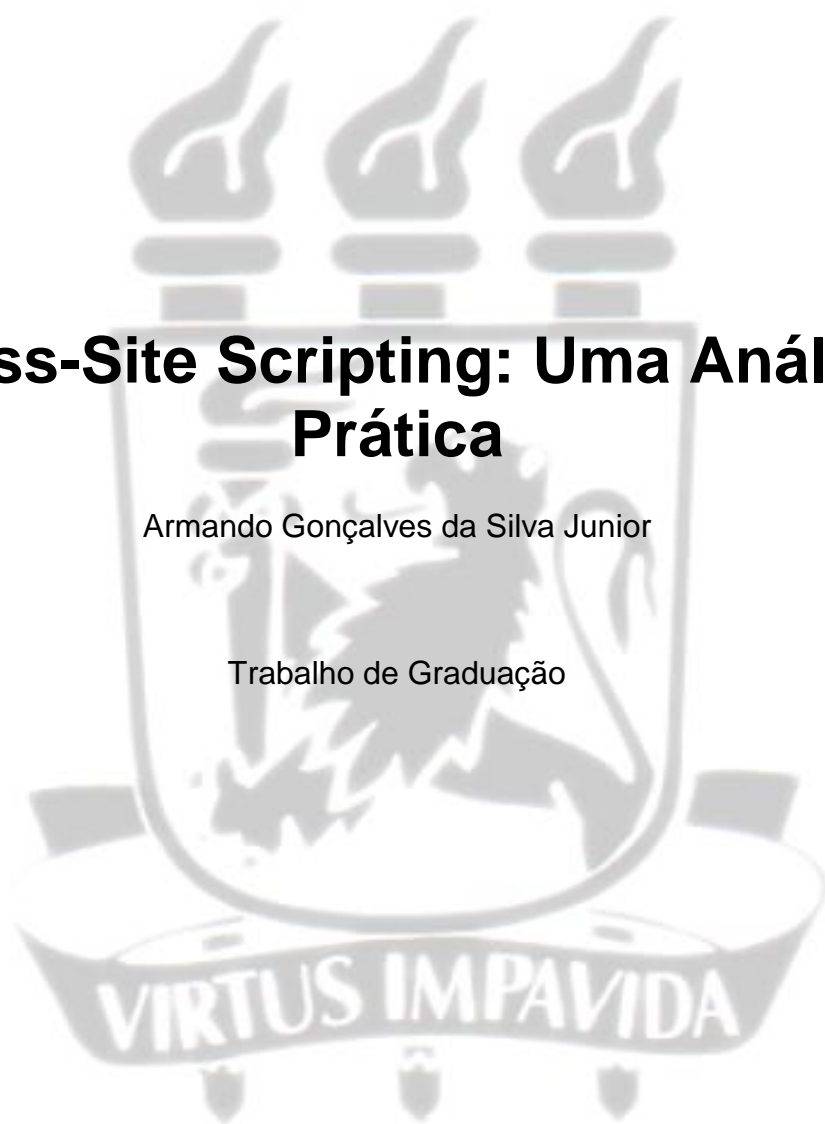 ss-Site Scripting: Uma Anál
Prática
Armando Gonçalves da Silva Junior
Trabalho de Graduação
VIRTUS IMPAVIDA